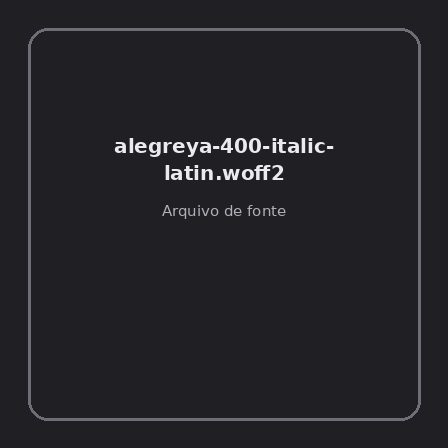 alegreya-400-italic-
latin.woff2
Arquivo de fonte